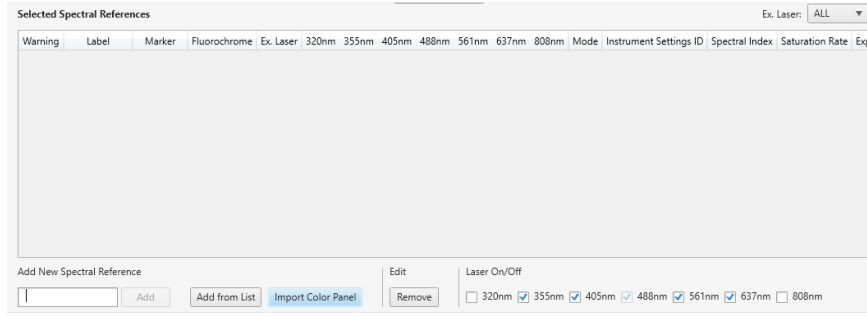 Selected Spectral References Ex. Laser: ALL
Warning Label Marker Fluorochrome Ex. Laser 320nm 355nm 405nm 488nm 561nm 637nm 808nm Mode Instrument Settings ID Spectral Index Saturation Rate Exp
Add New Spectral Reference Edit Laser On/Off
Add Add from List Import Color Panel Remove 320nm 355nm 405nm 488nm 561nm 637nm 808nm